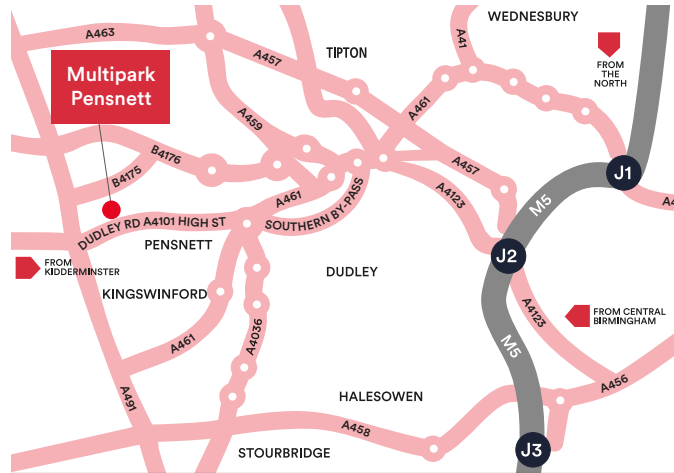 WEDNESBURY
A463
A41
TIPTON
A457
FROM
THE
NORTH
Multipark
Pensnett
A461
A459
B4176
A457
J1
B4175
A461
A4123
M5
DUDLEY RD A4101 HIGH ST
SOUTHERN BY-PASS
PENSNETT
J2
FROM
KIDDERMINSTER
DUDLEY
KINGSWINFORD
A4123
FROM CENTRAL
BIRMINGHAM
M5
A4036
A461
A456
A491
HALESOWEN
A458
STOURBRIDGE
J3